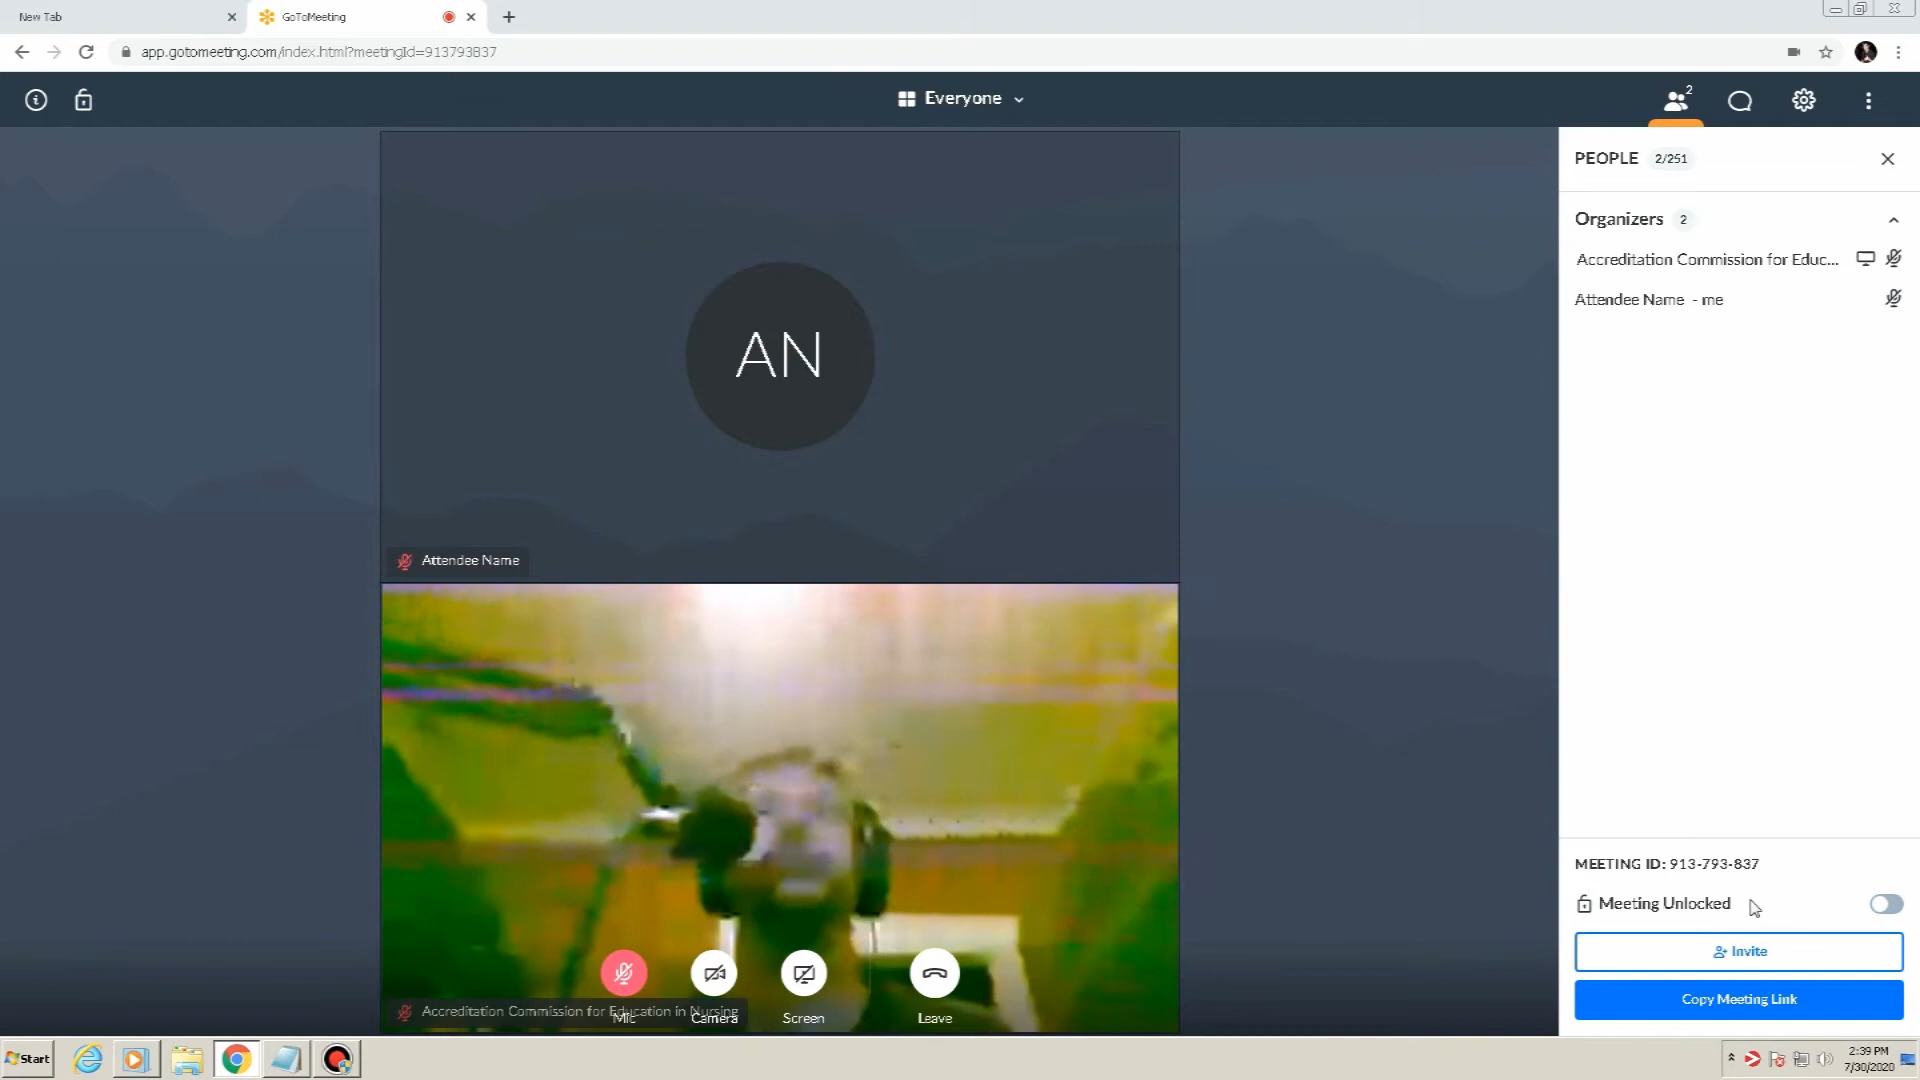 New Tab
GoToMeeting
app.gotomeeting.com/index.html?meetingId=913793837
Everyone
2
PEOPLE 2/251
Organizers 2
Accreditation Commission for Educ...
Attendee Name - me
AN
Attendee Name
Accreditation Commission for Education in Nursing
Mic
Camera
Screen
Leave
MEETING ID: 913-793-837
Meeting Unlocked
Invite
Copy Meeting Link
Start
2:39 PM
7/30/2020